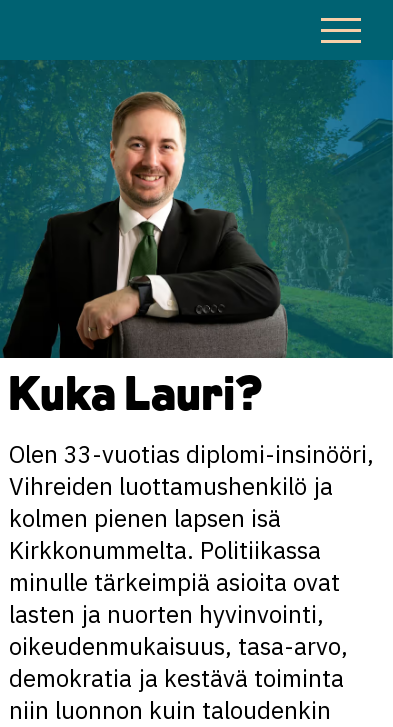 Kuka Lauri?
Olen 33-vuotias diplomi-insinööri,
Vihreiden luottamushenkilö ja
kolmen pienen lapsen isä
Kirkkonummelta. Politiikassa
minulle tärkeimpiä asioita ovat
lasten ja nuorten hyvinvointi,
oikeudenmukaisuus, tasa-arvo,
demokratia ja kestävä toiminta
niin luonnon kuin taloudenkin